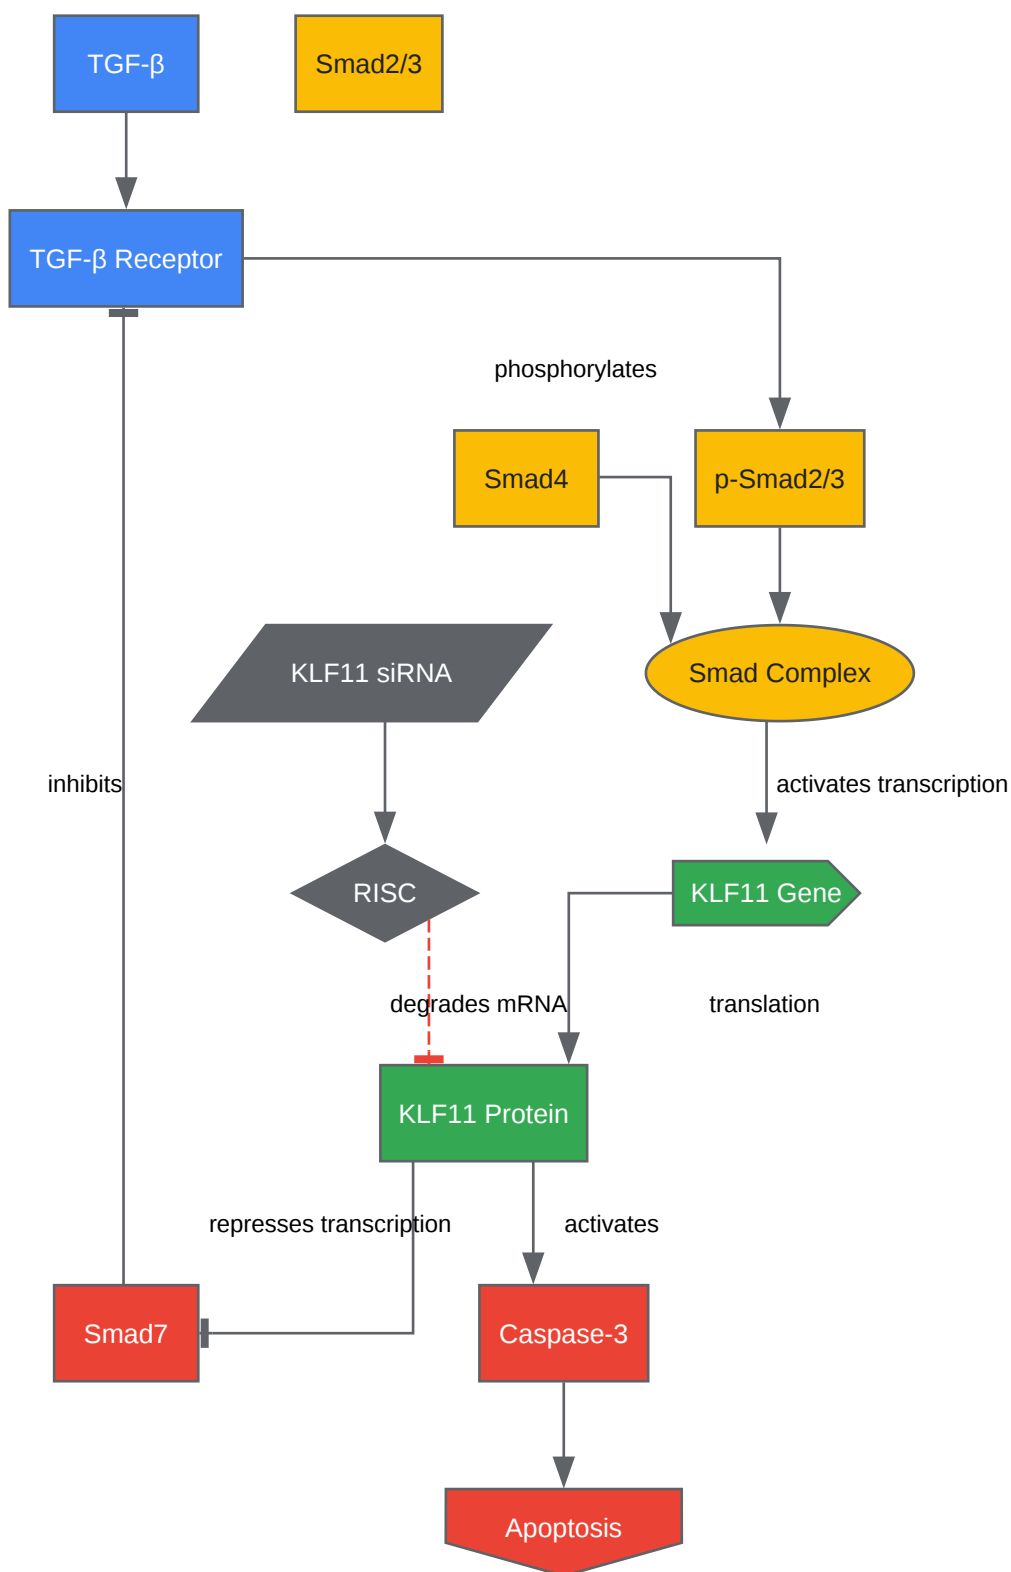 TGF-β
Smad2/3
TGF-β Receptor
phosphorylates
Smad4
p-Smad2/3
KLF11 siRNA
Smad Complex
inhibits
activates transcription
RISC
KLF11 Gene
degrades mRNA
translation
KLF11 Protein
represses transcription
activates
Smad7
Caspase-3
Apoptosis